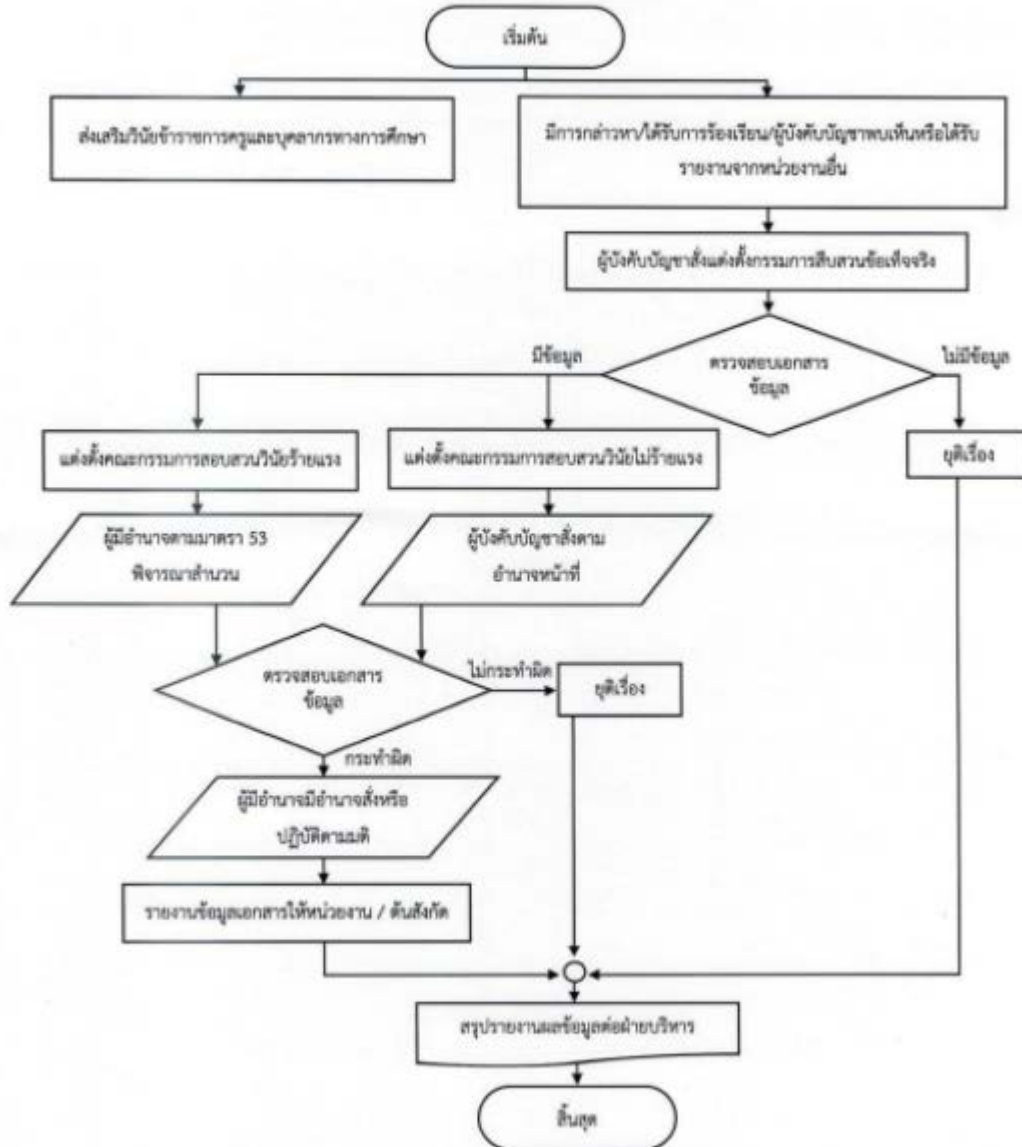 เริ่มต้น
ส่งเสริมวินัยข้าราชการครูและบุคลากรทางการศึกษา
มีการกล่าวหา/ได้รับการร้องเรียน/ผู้บังคับบัญชาพบเห็นหรือได้รับ
รายงานจากหน่วยงานอื่น
ผู้บังคับบัญชาสั่งแต่งตั้งกรรมการสืบสวนข้อเท็จจริง
มีข้อมูล
ตรวจสอบเอกสาร
ข้อมูล
ไม่มีข้อมูล
แต่งตั้งคณะกรรมการสอบสวนวินัยร้ายแรง
แต่งตั้งคณะกรรมการสอบสวนวินัยไม่ร้ายแรง
ยุติเรื่อง
ผู้มีอำนาจตามมาตรา 53
พิจารณาสำนวน
ผู้บังคับบัญชาสั่งตาม
อำนาจหน้าที่
ตรวจสอบเอกสาร
ข้อมูล
ไม่กระทำผิด
ยุติเรื่อง
กระทำผิด
ผู้มีอำนาจมีอำนาจสั่งหรือ
ปฏิบัติตามมติ
รายงานข้อมูลเอกสารให้หน่วยงาน / ต้นสังกัด
สรุปรายงานผลข้อมูลต่อฝ่ายบริหาร
สิ้นสุด